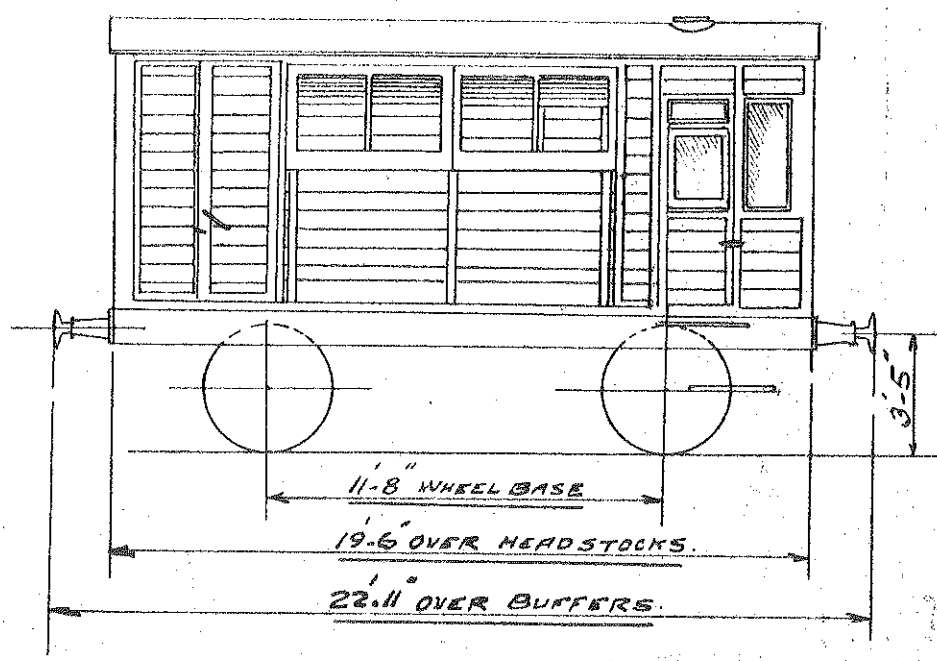 3'-5"
11'-8" WHEEL BASE
19'-6" OVER HEADSTOCKS.
22'-11" OVER BUFFERS.